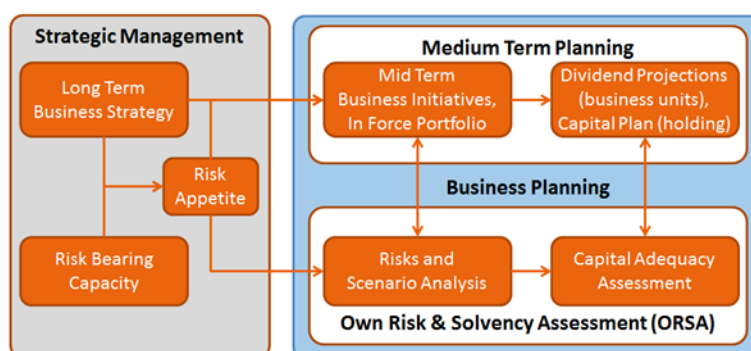 Strategic Management
Long Term
Business Strategy
Risk
Appetite
Risk Bearing
Capacity
Medium Term Planning
Mid Term
Business Initiatives,
In Force Portfolio
Dividend Projections
(business units),
Capital Plan (holding)
Business Planning
Risks and
Scenario Analysis
Capital Adequacy
Assessment
Own Risk & Solvency Assessment (ORSA)